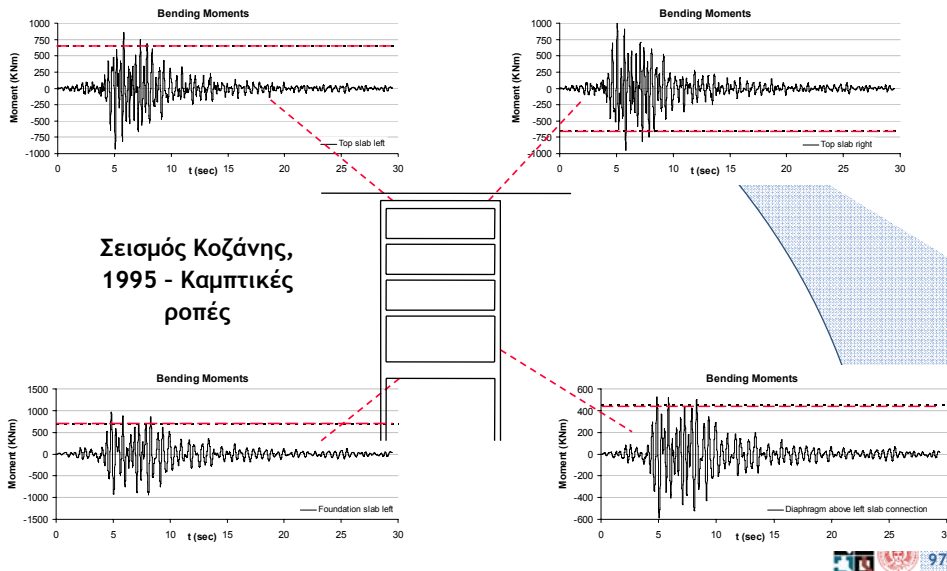 Bending Moments
1000
750
500
250
0
-250
-500
-750
-1000
Moment (KNm)
0 5 10 15 20 25 30
t (sec)
Top slab left
Bending Moments
1000
750
500
250
0
-250
-500
-750
-1000
Moment (KNm)
0 5 10 15 20 25 30
t (sec)
Top slab right
Σεισμός Κοζάνης,
1995 – Καμπτικές
ροπές
Bending Moments
1500
1000
500
0
-500
-1000
-1500
Moment (KNm)
0 5 10 15 20 25 30
t (sec)
Foundation slab left
Bending Moments
600
400
200
0
-200
-400
-600
Moment (KNm)
0 5 10 15 20 25 3
t (sec)
Diaphragm above left slab connection
97